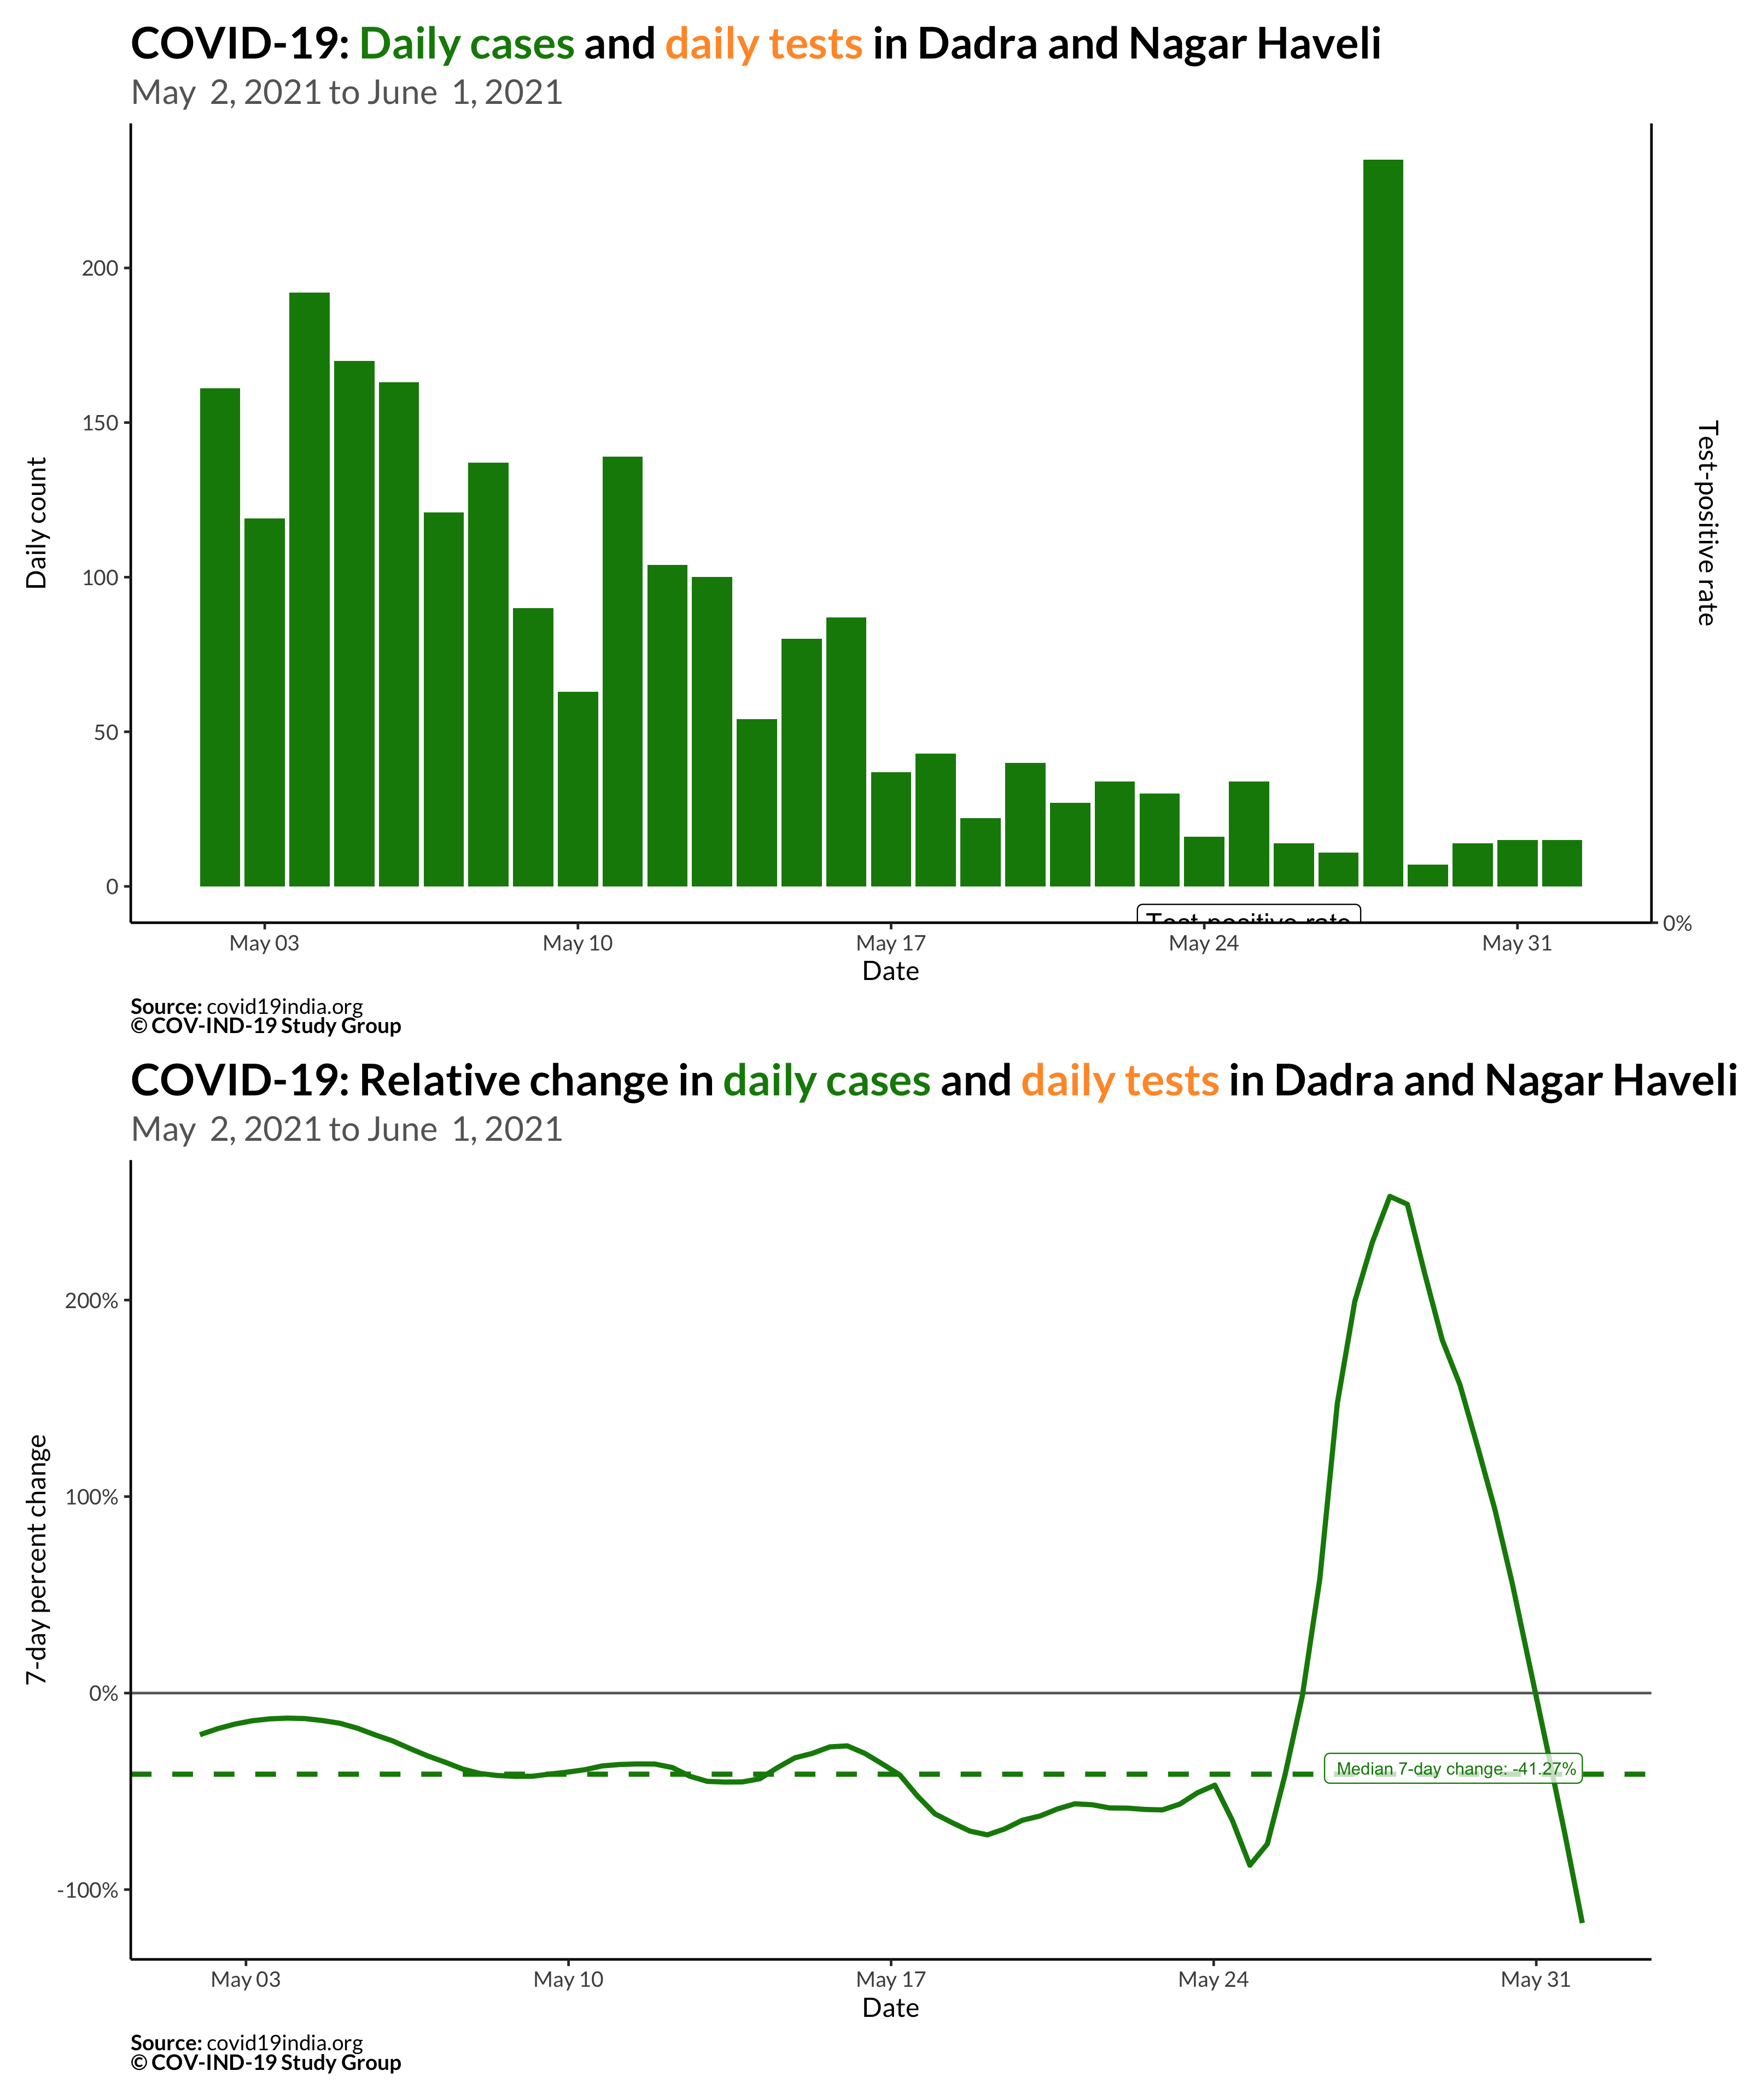 COVID-19: Daily cases and daily tests in Dadra and Nagar Haveli
May 2, 2021 to June 1, 2021
Daily count
200
150
100
50
0
Test-positive rate
0%
Test-positive rate
May 03
May 10
May 17
May 24
May 31
Date
Source: covid19india.org
© COV-IND-19 Study Group
COVID-19: Relative change in daily cases and daily tests in Dadra and Nagar Haveli
May 2, 2021 to June 1, 2021
7-day percent change
200%
100%
0%
-100%
Median 7-day change: -41.27%
May 03
May 10
May 17
May 24
May 31
Date
Source: covid19india.org
© COV-IND-19 Study Group